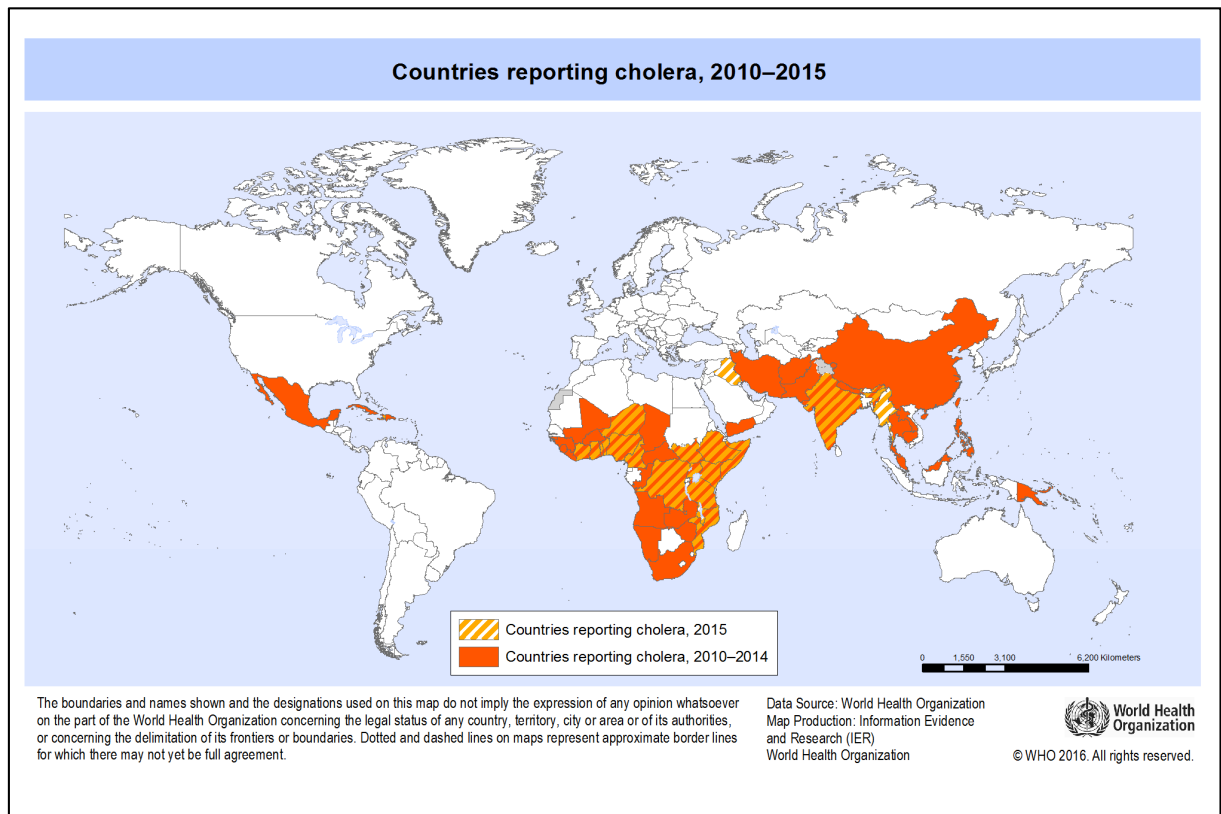 Countries reporting cholera, 2010–2015
Countries reporting cholera, 2015
Countries reporting cholera, 2010–2014
0 1,550 3,100 6,200 Kilometers
The boundaries and names shown and the designations used on this map do not imply the expression of any opinion whatsoever
on the part of the World Health Organization concerning the legal status of any country, territory, city or area or of its authorities,
or concerning the delimitation of its frontiers or boundaries. Dotted and dashed lines on maps represent approximate border lines
for which there may not yet be full agreement.
Data Source: World Health Organization
Map Production: Information Evidence
and Research (IER)
World Health Organization
World Health
Organization
© WHO 2016. All rights reserved.